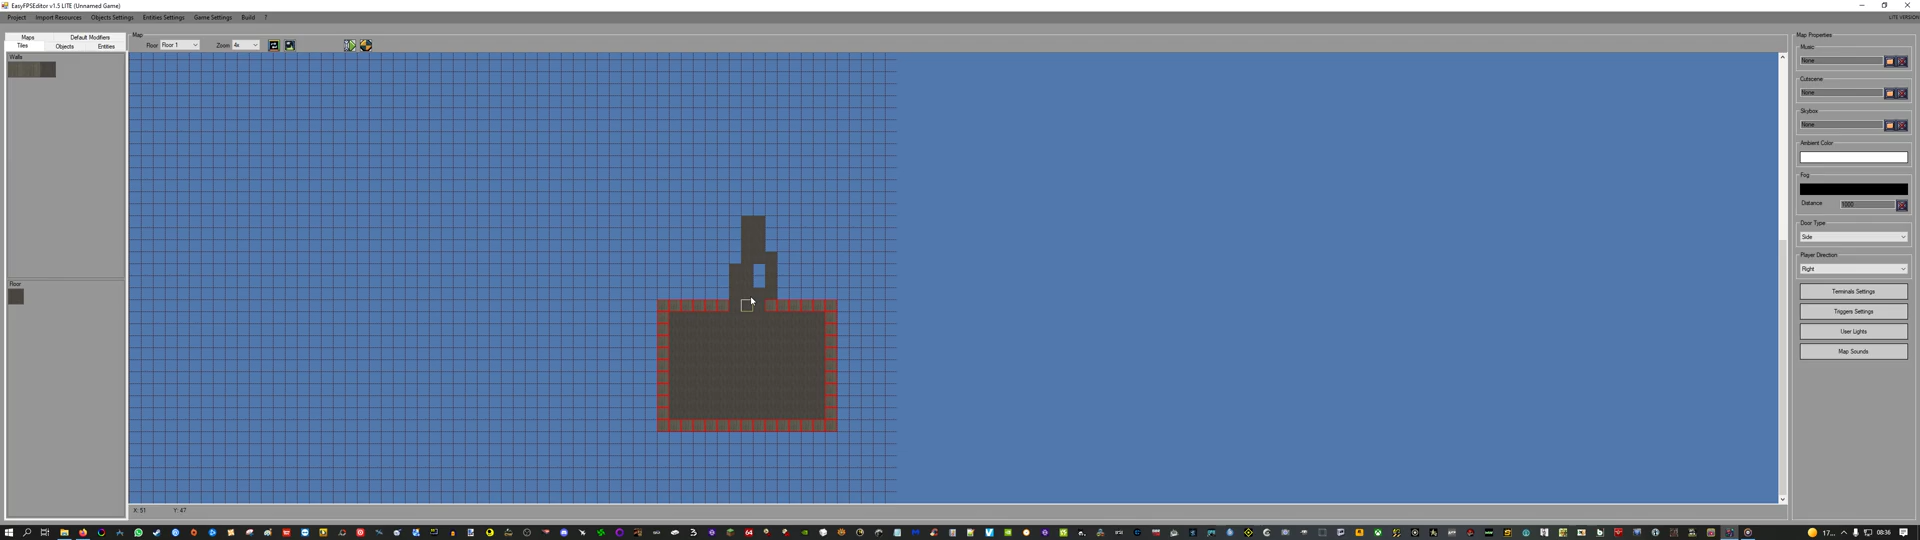 EasyFPSEditor v1.5 LITE (Unnamed Game)
Project Import Resources Objects Settings Entities Settings Game Settings Build ?
LITE VERSION
Maps Default Modifiers
Tiles Objects Entities
Walls
Floor
Map
Floor Floor 1 Zoom 4x
X: 51 Y: 47
Map Properties
Music
None
Cutscene
None
Skybox
None
Ambient Color
Fog
Distance 1000
Door Type
Side
Player Direction
Right
Terminals Settings
Triggers Settings
User Lights
Map Sounds
17...
08:36